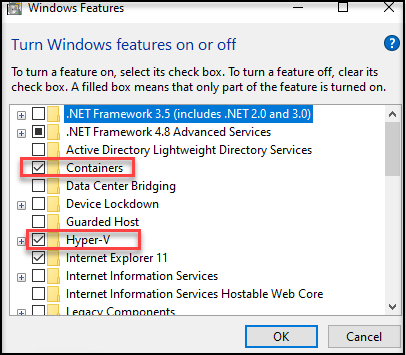 Windows Features
Turn Windows features on or off
To turn a feature on, select its check box. To turn a feature off, clear its
check box. A filled box means that only part of the feature is turned on.
.NET Framework 3.5 (includes .NET 2.0 and 3.0)
.NET Framework 4.8 Advanced Services
Active Directory Lightweight Directory Services
Containers
Data Center Bridging
Device Lockdown
Guarded Host
Hyper-V
Internet Explorer 11
Internet Information Services
Internet Information Services Hostable Web Core
Legacy Components
OK
Cancel